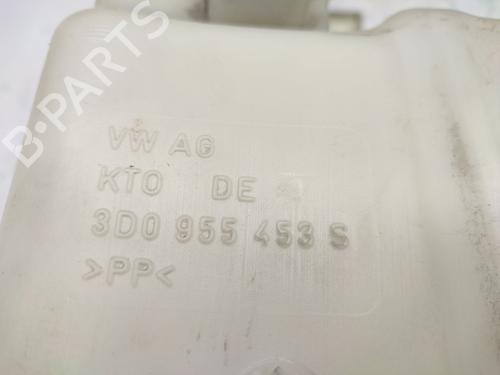 VW AG
KTO DE
3D0 955 453 S
>PP<
B-PARTS